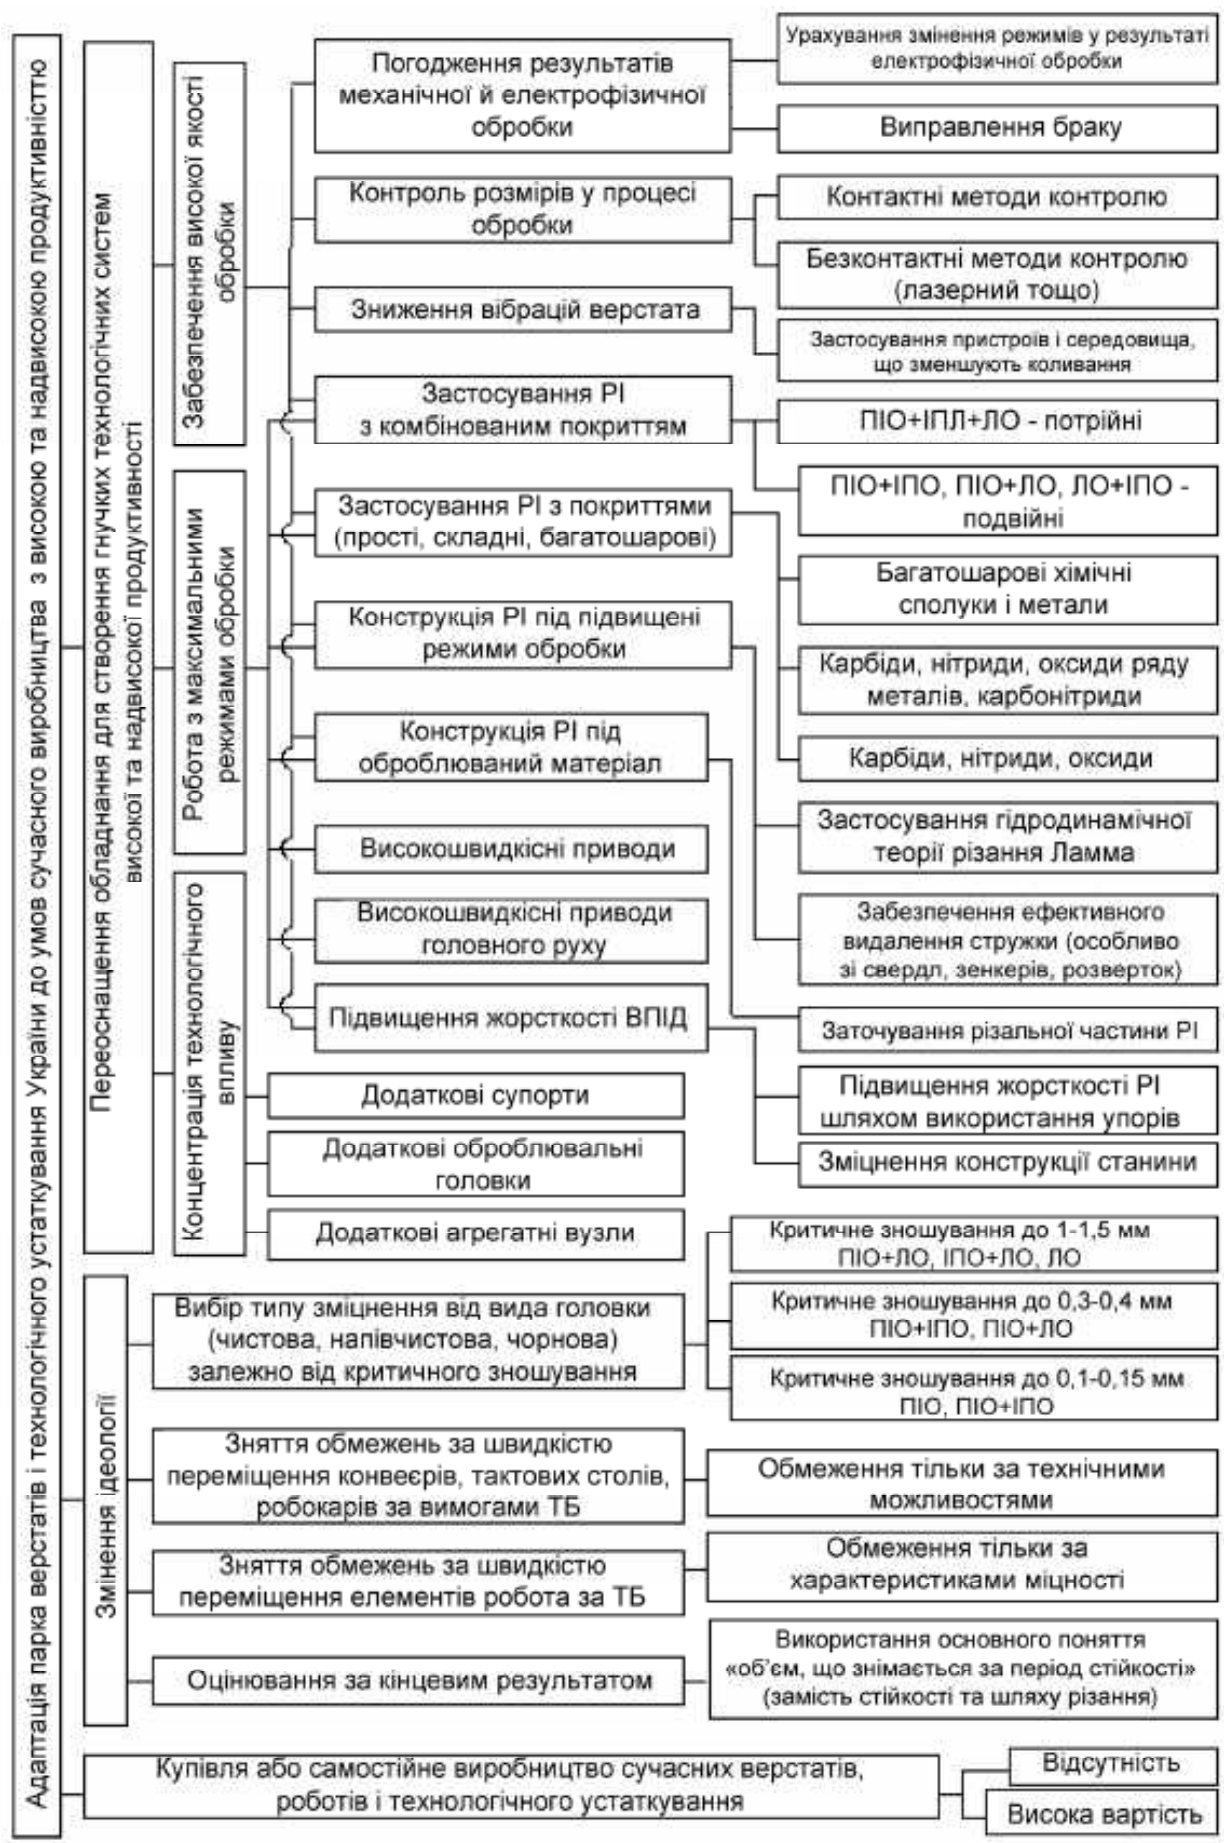 Адаптація парка верстатів і технологічного устаткування України до умов сучасного виробництва з високою та надвисокою продуктивністю
Переоснащення обладнання для створення гнучких технологічних систем
високої та надвисокої продуктивності
Забезпечення високої якості
обробки
Погодження результатів
механічної й електрофізичної
обробки
Урахування змінення режимів у результаті
електрофізичної обробки
Виправлення браку
Контроль розмірів у процесі
обробки
Контактні методи контролю
Безконтактні методи контролю
(лазерний тощо)
Зниження вібрацій верстата
Застосування пристроїв і середовища,
що зменшують коливання
Застосування РІ
з комбінованим покриттям
ПІО+ІПЛ+ЛО - потрійні
ПІО+ІПО, ПІО+ЛО, ЛО+ІПО -
подвійні
Робота з максимальними
режимами обробки
Застосування РІ з покриттями
(прості, складні, багатошарові)
Багатошарові хімічні
сполуки і метали
Карбіди, нітриди, оксиди ряду
металів, карбонітриди
Карбіди, нітриди, оксиди
Конструкція РІ під підвищені
режими обробки
Застосування гідродинамічної
теорії різання Ламма
Забезпечення ефективного
видалення стружки (особливо
зі свердл, зенкерів, розверток)
Конструкція РІ під
оброблюваний матеріал
Заточування різальної частини РІ
Високошвидкісні приводи
Високошвидкісні приводи
головного руху
Підвищення жорсткості ВПІД
Підвищення жорсткості РІ
шляхом використання упорів
Зміцнення конструкції станини
Концентрація технологічного
впливу
Додаткові супорти
Додаткові оброблювальні
головки
Додаткові агрегатні вузли
Змінення ідеології
Вибір типу зміцнення від вида головки
(чистова, напівчистова, чорнова)
залежно від критичного зношування
Критичне зношування до 1-1,5 мм
ПІО+ЛО, ІПО+ЛО, ЛО
Критичне зношування до 0,3-0,4 мм
ПІО+ІПО, ПІО+ЛО
Критичне зношування до 0,1-0,15 мм
ПІО, ПІО+ІПО
Зняття обмежень за швидкістю
переміщення конвеєрів, тактових столів,
робокарів за вимогами ТБ
Обмеження тільки за технічними
можливостями
Зняття обмежень за швидкістю
переміщення елементів робота за ТБ
Обмеження тільки за
характеристиками міцності
Оцінювання за кінцевим результатом
Використання основного поняття
«об’єм, що знімається за період стійкості»
(замість стійкості та шляху різання)
Купівля або самостійне виробництво сучасних верстатів,
роботів і технологічного устаткування
Відсутність
Висока вартість